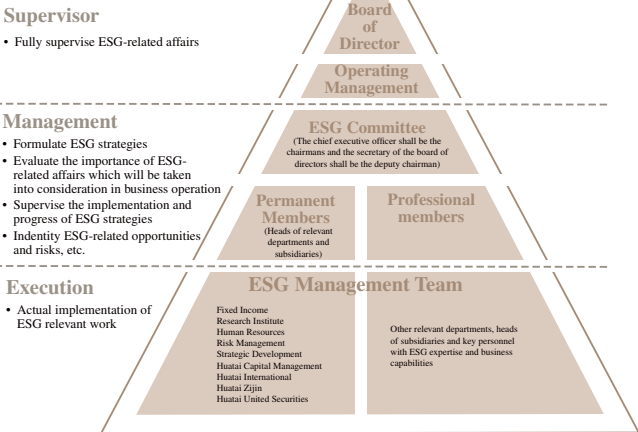 Supervisor
• Fully supervise ESG-related affairs
Board
of
Director
Operating
Management
Management
• Formulate ESG strategies
• Evaluate the importance of ESG-
related affairs which will be taken
into consideration in business operation
• Supervise the implementation and
progress of ESG strategies
• Indentity ESG-related opportunities
and risks, etc.
ESG Committee
(The chief executive officer shall be the
chairmans and the secretary of the board of
directors shall be the deputy chairman)
Permanent
Members
(Heads of relevant
departments and
subsidiaries)
Professional
members
Execution
• Actual implementation of
ESG relevant work
ESG Management Team
Fixed Income
Research Institute
Human Resources
Risk Management
Strategic Development
Huatai Capital Management
Huatai International
Huatai Zijin
Huatai United Securities
Other relevant departments, heads
of subsidiaries and key personnel
with ESG expertise and business
capabilities